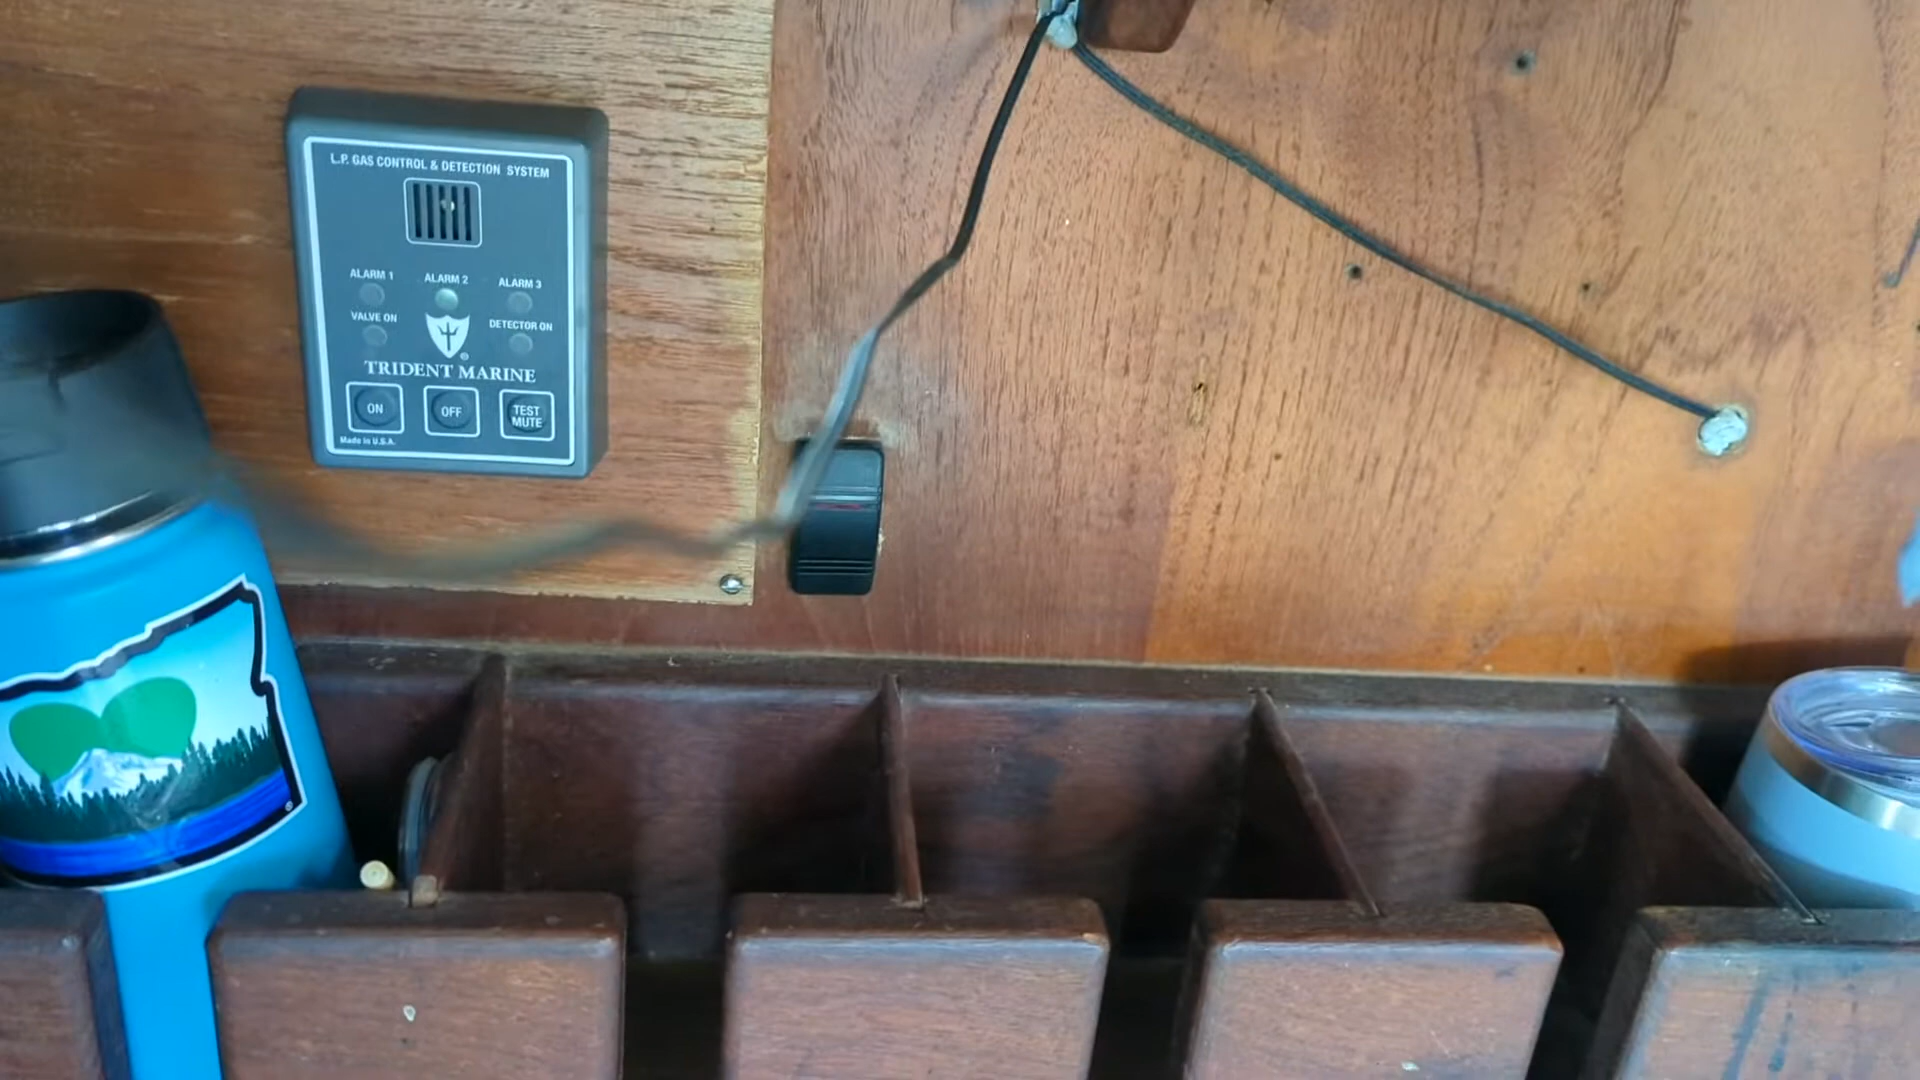 L.P. GAS CONTROL & DETECTION SYSTEM
ALARM 1 ALARM 2 ALARM 3
VALVE ON DETECTOR ON
®
TRIDENT MARINE
ON OFF TEST MUTE
Made in U.S.A.
®